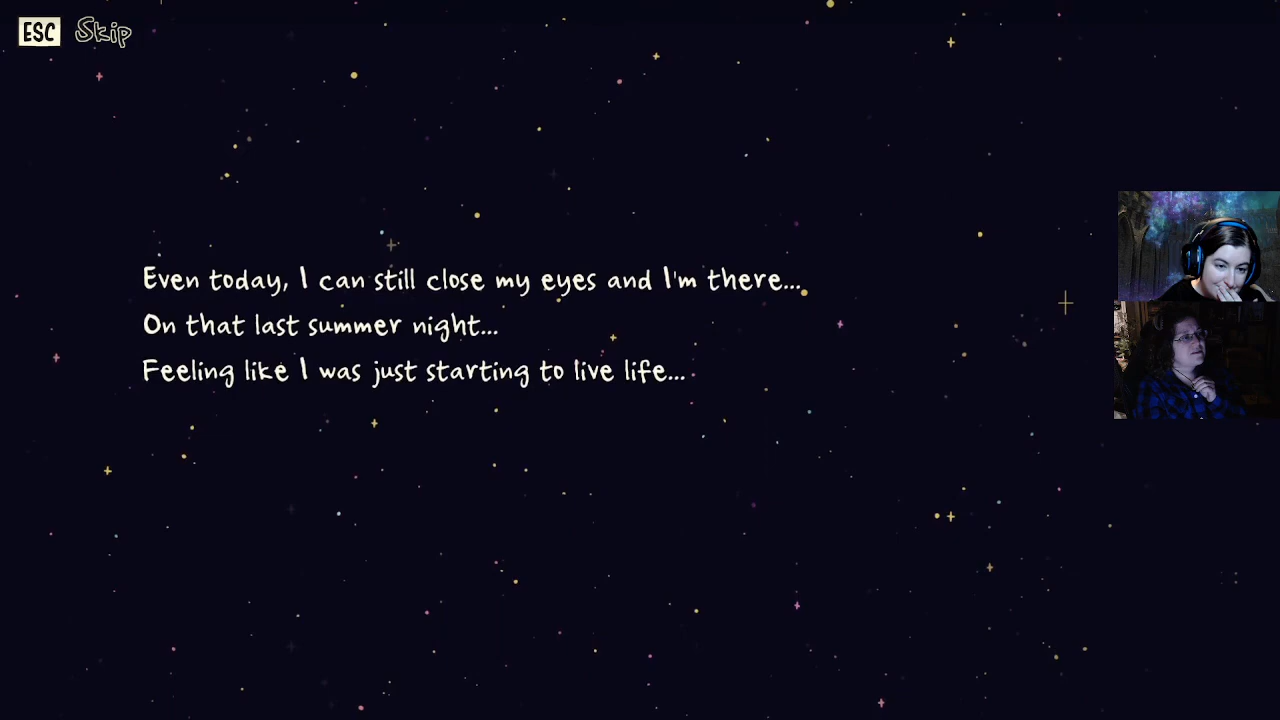 ESC Skip
Even today, I can still close my eyes and I'm there...
On that last summer night...
Feeling like I was just starting to live life...